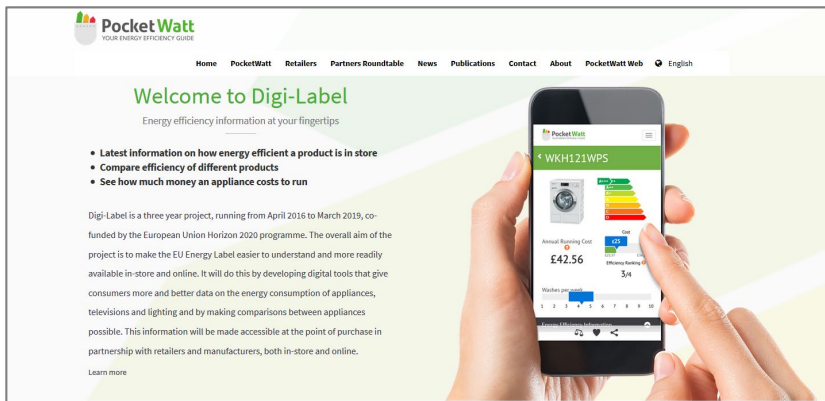 PocketWatt
YOUR ENERGY EFFICIENCY GUIDE
Home PocketWatt Retailers Partners Roundtable News Publications Contact About PocketWatt Web English
Welcome to Digi-Label
Energy efficiency information at your fingertips
• Latest information on how energy efficient a product is in store
• Compare efficiency of different products
• See how much money an appliance costs to run
Digi-Label is a three year project, running from April 2016 to March 2019, co-
funded by the European Union Horizon 2020 programme. The overall aim of the
project is to make the EU Energy Label easier to understand and more readily
available in-store and online. It will do this by developing digital tools that give
consumers more and better data on the energy consumption of appliances,
televisions and lighting and by making comparisons between appliances
possible. This information will be made accessible at the point of purchase in
partnership with retailers and manufacturers, both in-store and online.
Learn more
PocketWatt
WKH121WPS
Annual Running Cost
£42.56
Cost
£25
Efficiency Ranking
3/4
Washes per week
1 2 3 4 5 6 7 8 9 10
Energy Efficiency Information